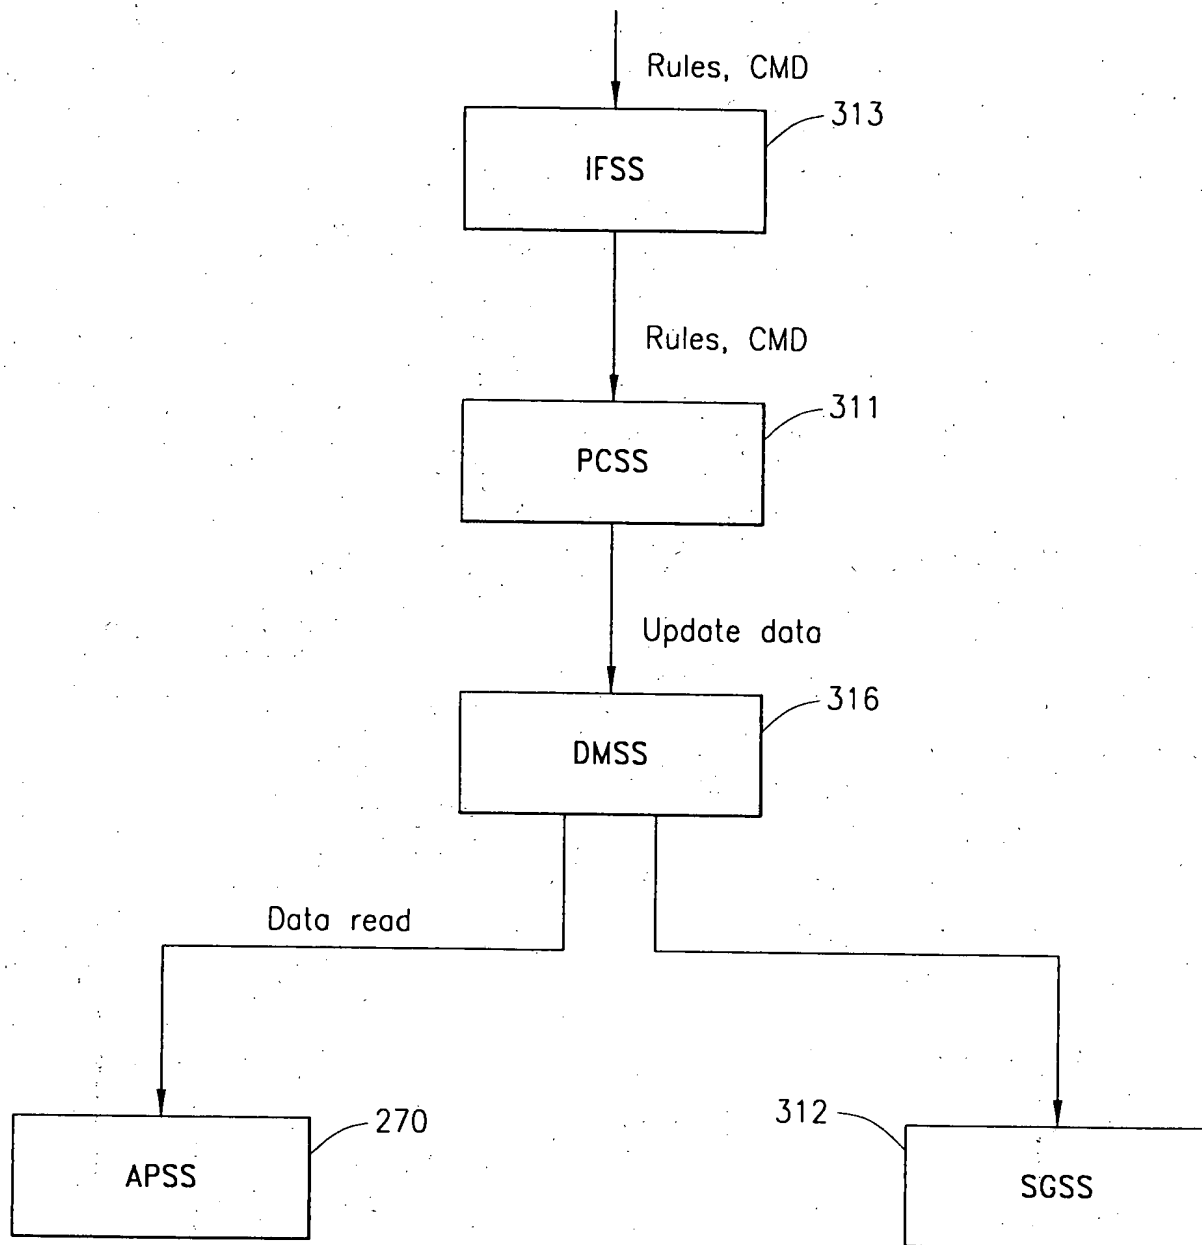 Rules, CMD
313
IFSS
Rules, CMD
311
PCSS
Update data
316
DMSS
Data read
270
312
APSS
SGSS